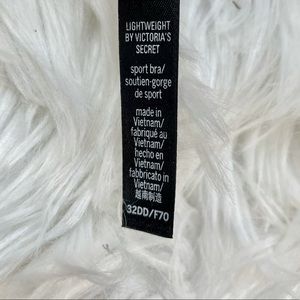 LIGHTWEIGHT
BY VICTORIA'S
SECRET
sport bra/
soutien-gorge
de sport
made in
Vietnam/
fabriqué au
Vietnam/
hecho en
Vietnam/
fabbricato in
Vietnam/
越南制造
32DD/F70